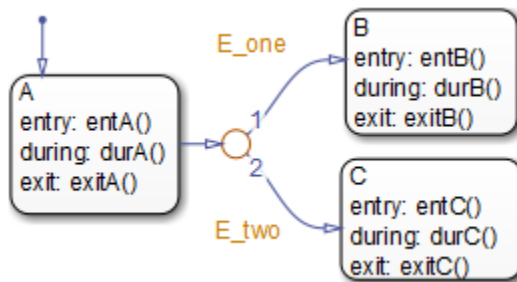 A
entry: entA()
during: durA()
exit: exitA()
E_one
1
2
E_two
B
entry: entB()
during: durB()
exit: exitB()
C
entry: entC()
during: durC()
exit: exitC()